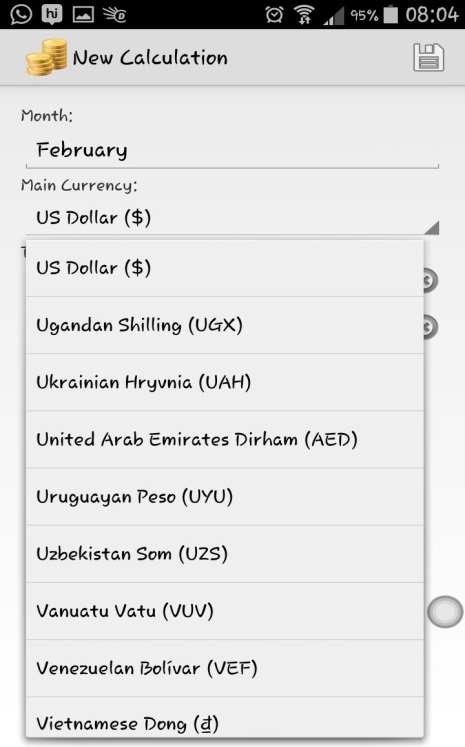 hi
95% 08:04
New Calculation
Month:
February
Main Currency:
US Dollar ($)
US Dollar ($)
Ugandan Shilling (UGX)
Ukrainian Hryvnia (UAH)
United Arab Emirates Dirham (AED)
Uruguayan Peso (UYU)
Uzbekistan Som (UZS)
Vanuatu Vatu (VUV)
Venezuelan Bolívar (VEF)
Vietnamese Dong (₫)